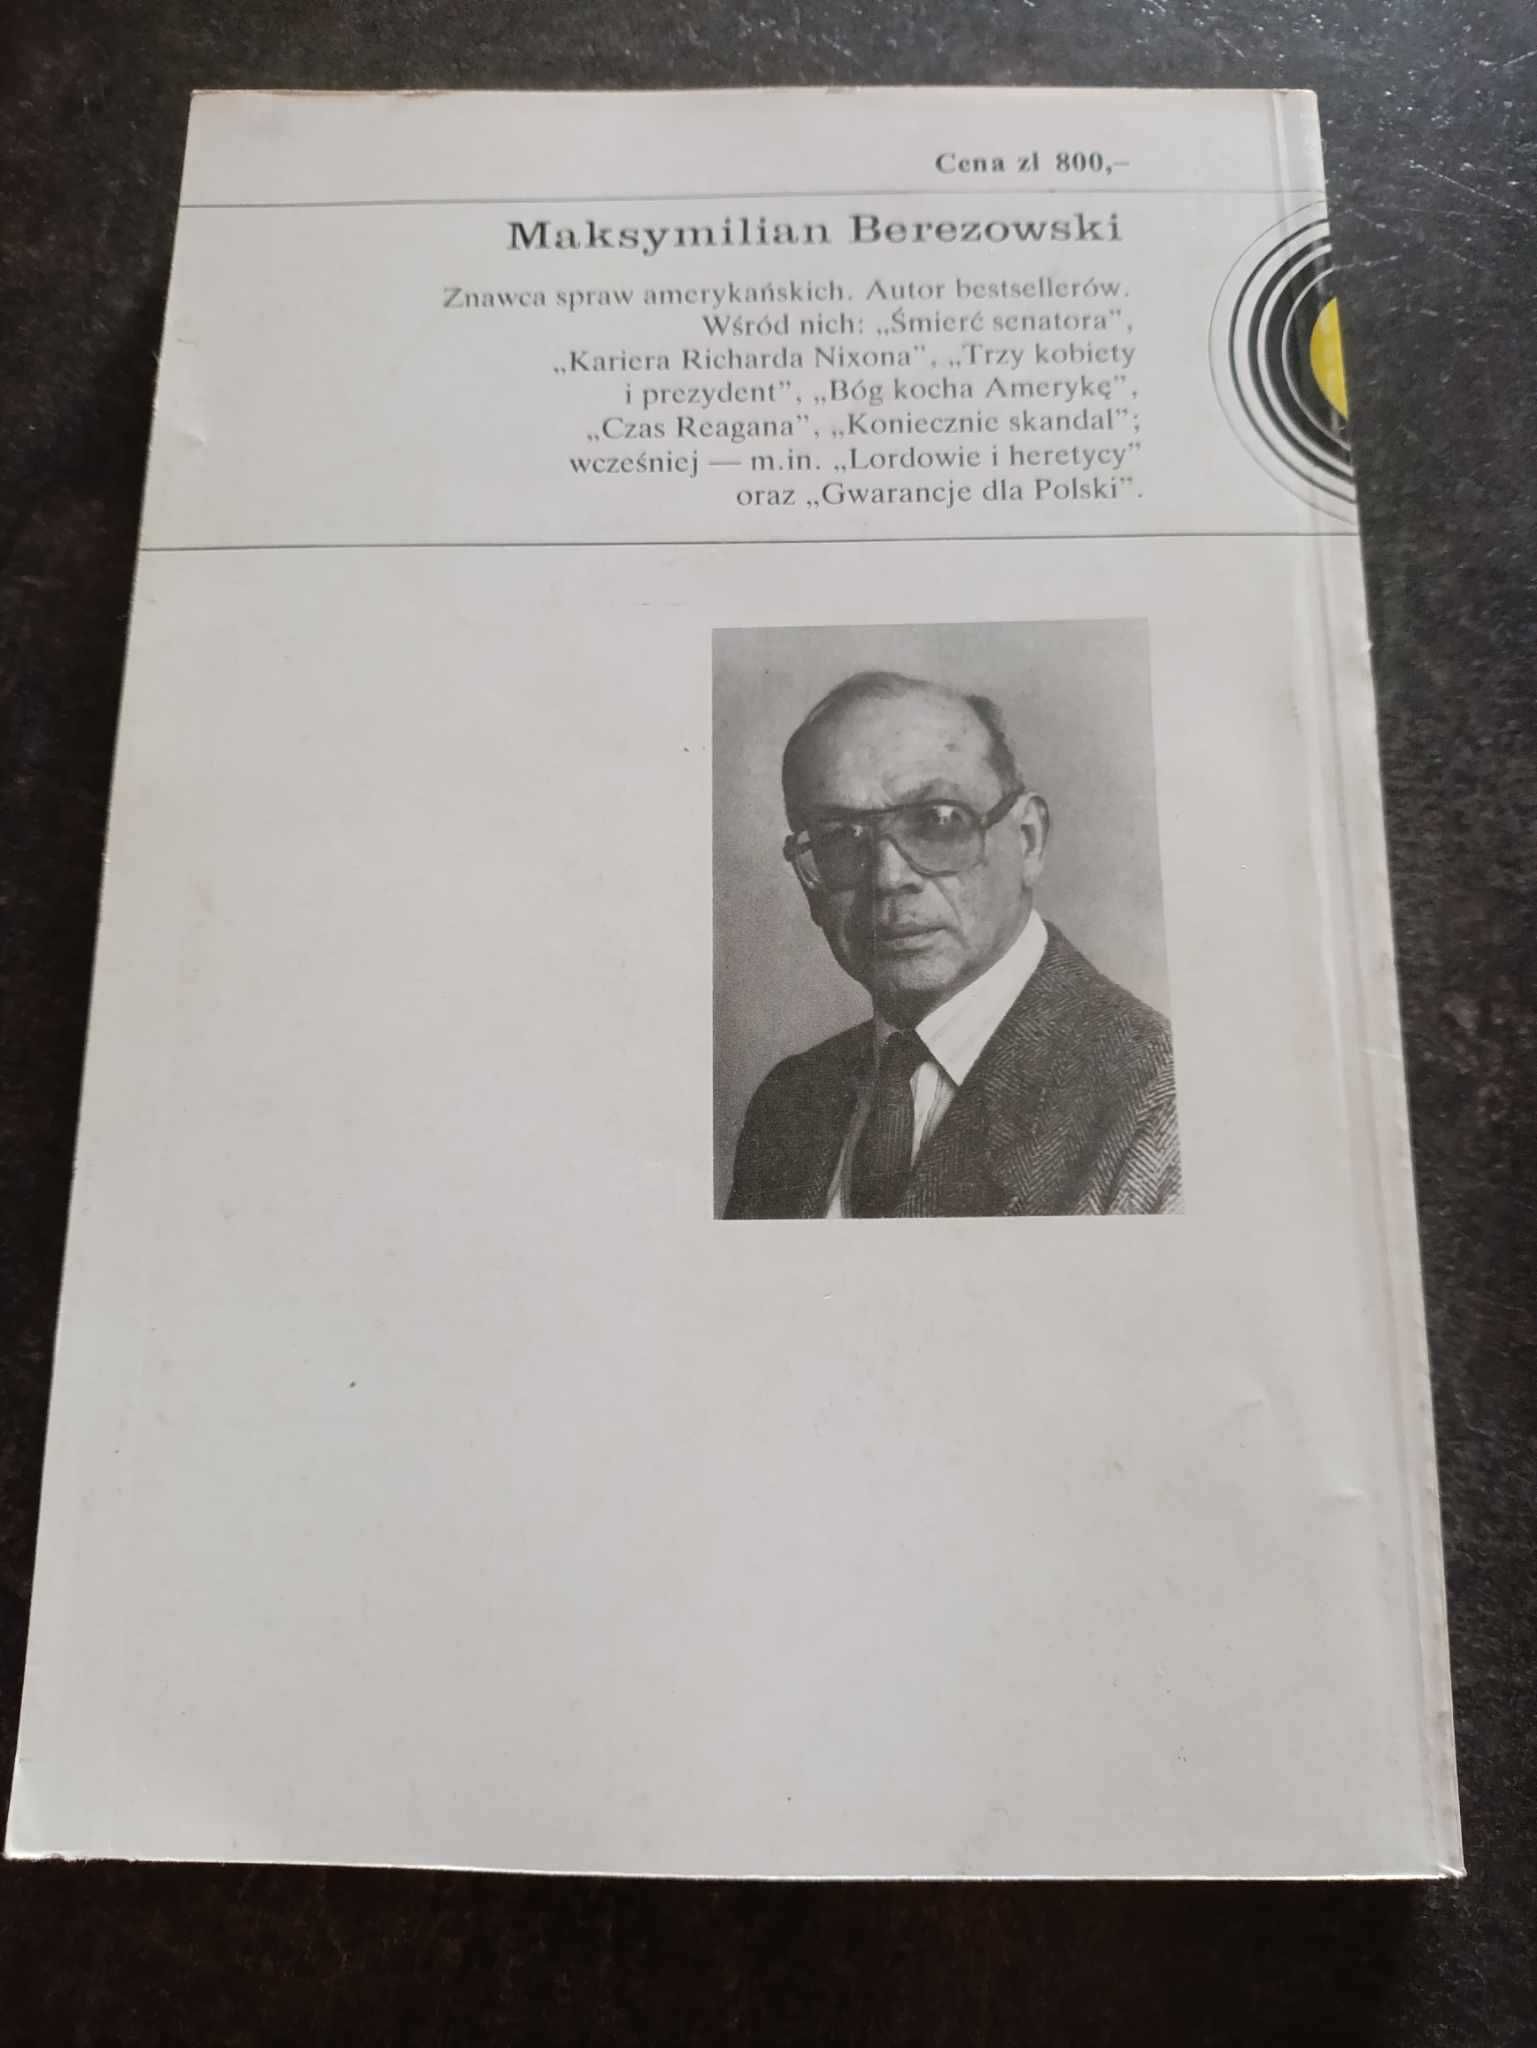 Cena zł 800,–
Maksymilian Berezowski
Znawca spraw amerykańskich. Autor bestsellerów.
Wśród nich: „Śmierć senatora”,
„Kariera Richarda Nixona”, „Trzy kobiety
i prezydent”, „Bóg kocha Amerykę”,
„Czas Reagana”, „Koniecznie skandal”;
wcześniej — m.in. „Lordowie i heretycy”
oraz „Gwarancje dla Polski”.